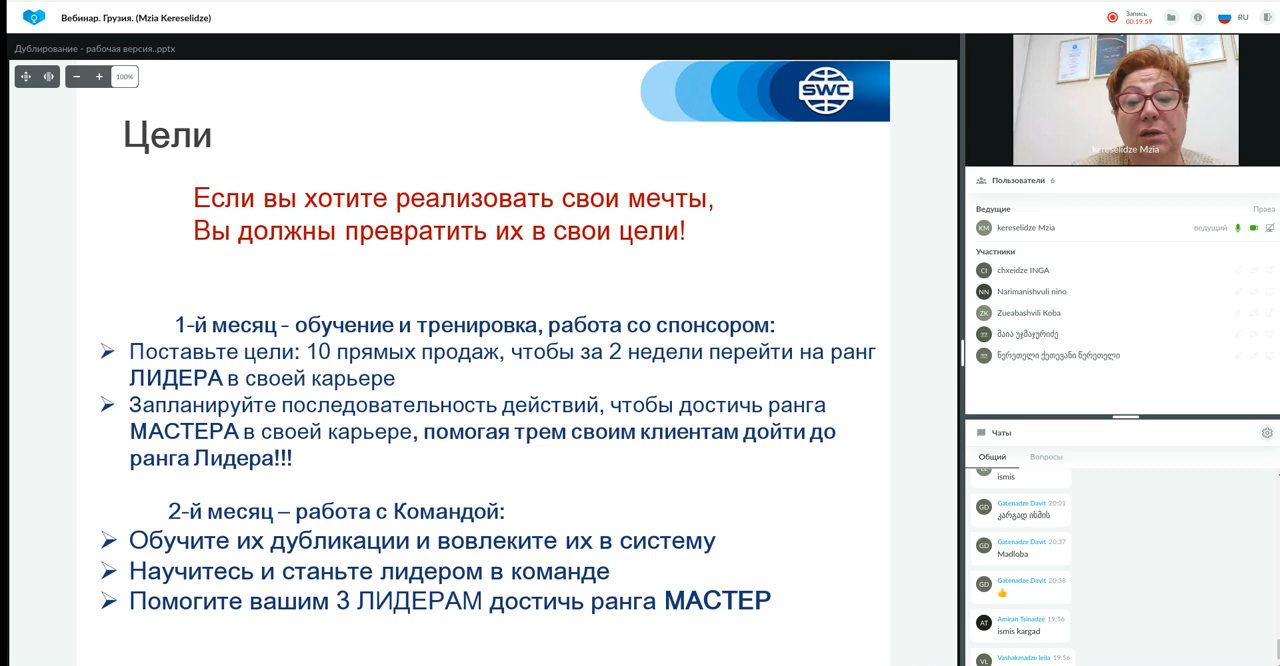 Вебинар. Грузия. (Mzia Kereselidze)
Запись
00:19:59
RU
Дублирование - рабочая версия..pptx
100%
SWC
Цели
Если вы хотите реализовать свои мечты,
Вы должны превратить их в свои цели!
1-й месяц - обучение и тренировка, работа со спонсором:
Поставьте цели: 10 прямых продаж, чтобы за 2 недели перейти на ранг
ЛИДЕРА в своей карьере
Запланируйте последовательность действий, чтобы достичь ранга
МАСТЕРА в своей карьере, помогая трем своим клиентам дойти до
ранга Лидера!!!
2-й месяц – работа с Командой:
Обучите их дубликации и вовлеките их в систему
Научитесь и станьте лидером в команде
Помогите вашим 3 ЛИДЕРАМ достичь ранга МАСТЕР
kereselidze Mzia
Пользователи 6
Ведущие Права
KM kereselidze Mzia ведущий
Участники
CI chxeidze INGA
NN Narimanishvuli nino
ZK Zueabashvili Koba
მაია უჯმაჯურიძე
წერეთელი ქეთევანი წერეთელი
Чаты
Общий Вопросы
ismis
GD Gatenadze Davit 20:01
კარგად ისმის
GD Gatenadze Davit 20:37
Madloba
GD Gatenadze Davit 20:38
👍
AT Amiran Tsinadze 19:56
ismis kargad
VL Vashakmadze leila 19:56